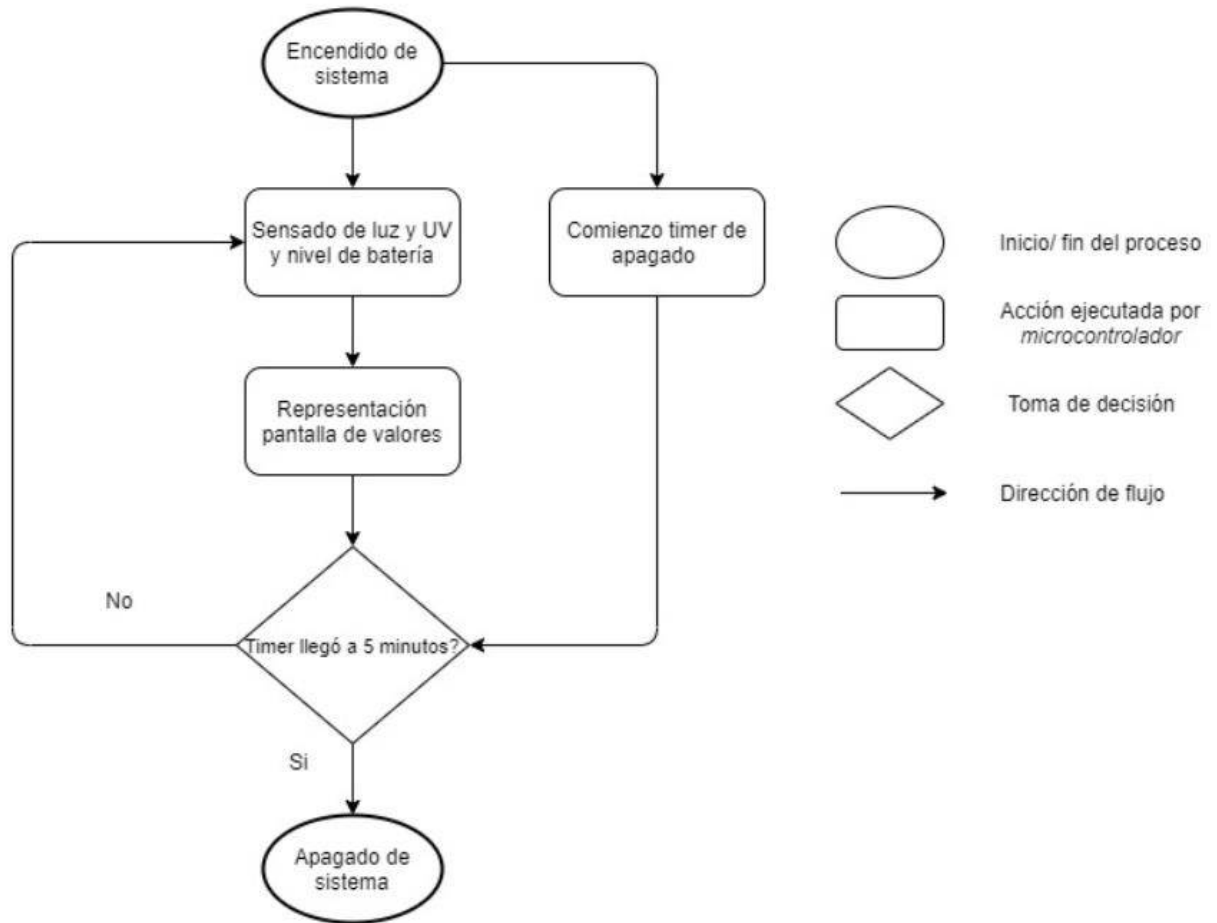 Encendido de
sistema
Sensado de luz y UV
y nivel de batería
Comienzo timer de
apagado
Representación
pantalla de valores
No
Timer llegó a 5 minutos?
Si
Apagado de
sistema
Inicio/ fin del proceso
Acción ejecutada por
microcontrolador
Toma de decisión
Dirección de flujo